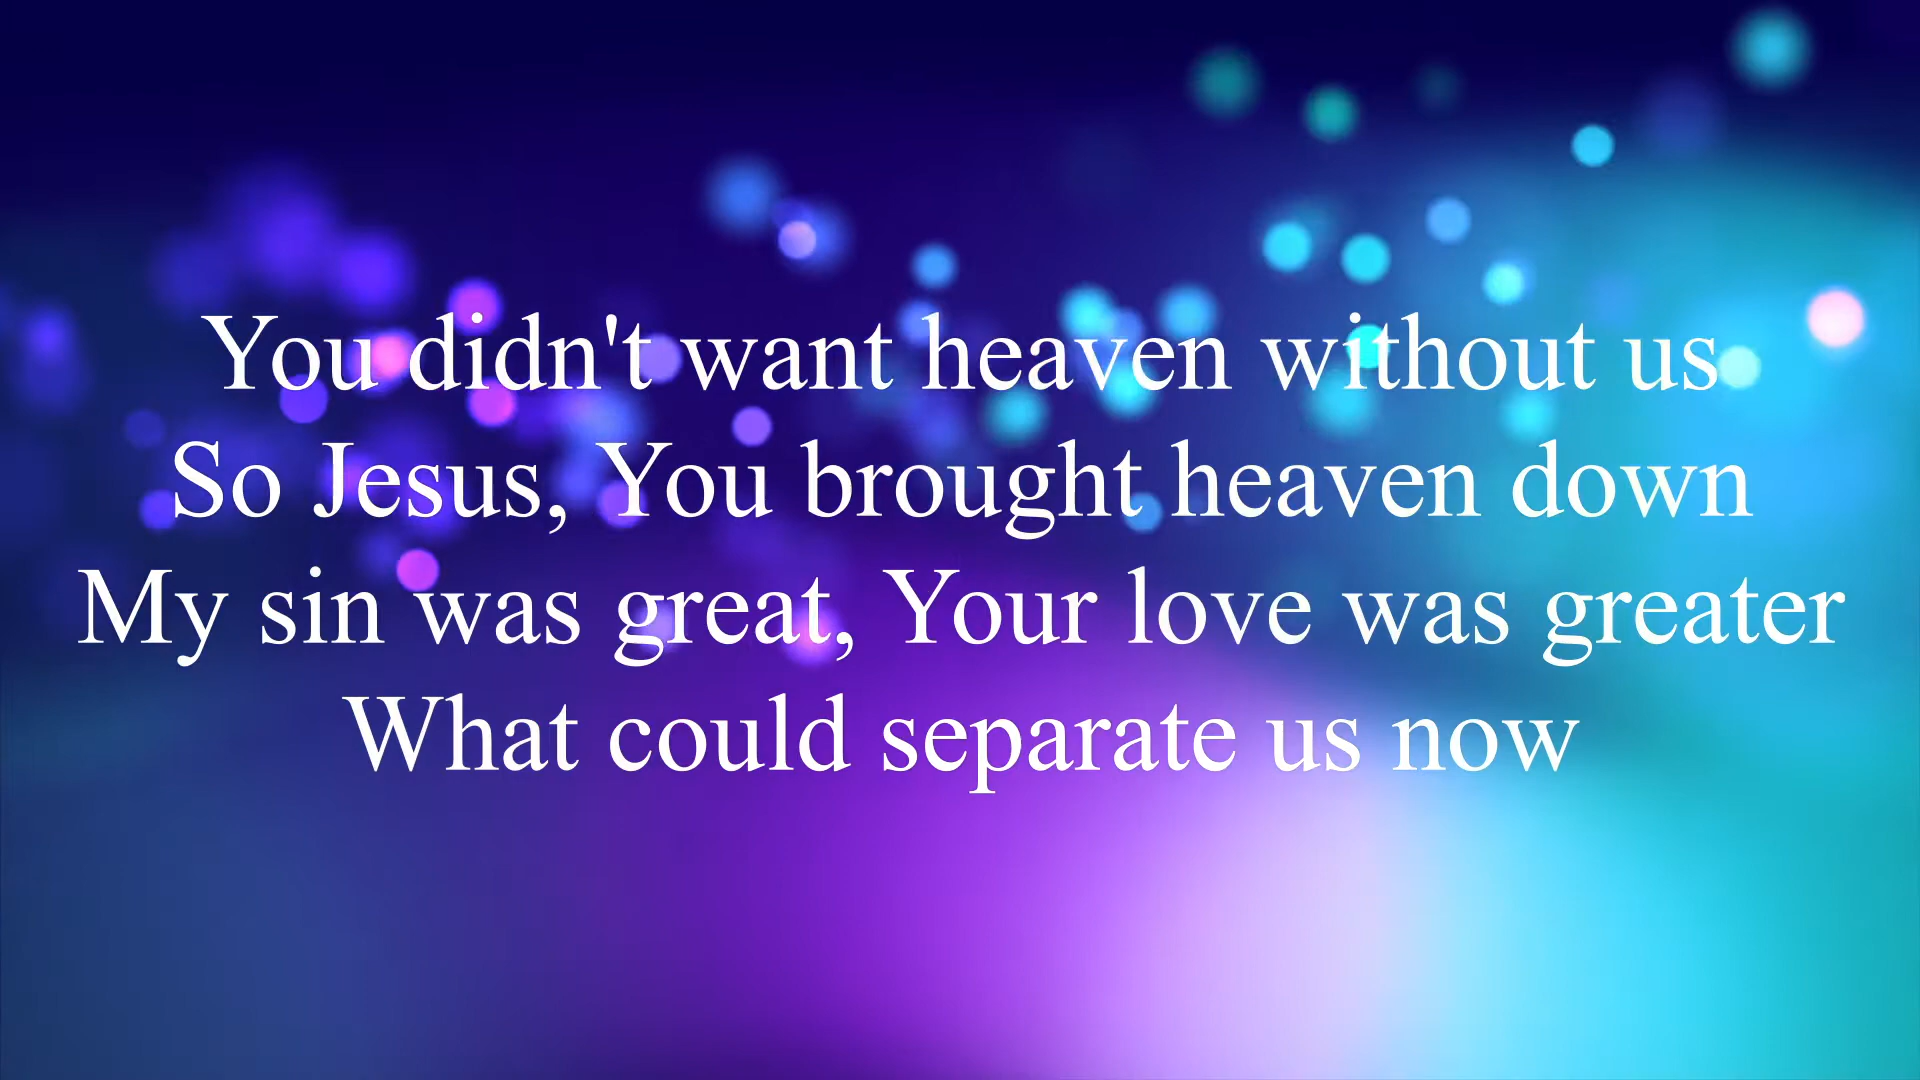 You didn't want heaven without us
So Jesus, You brought heaven down
My sin was great, Your love was greater
What could separate us now